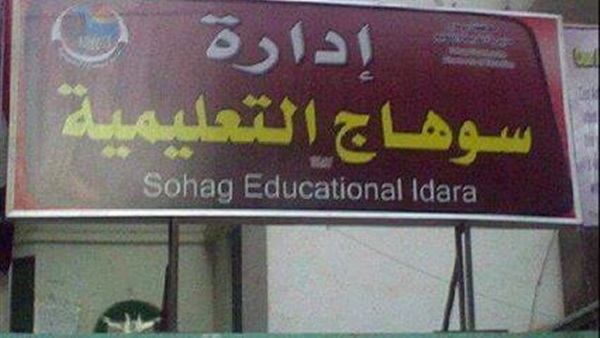 إدارة
سوهاج التعليمية
Sohag Educational Idara